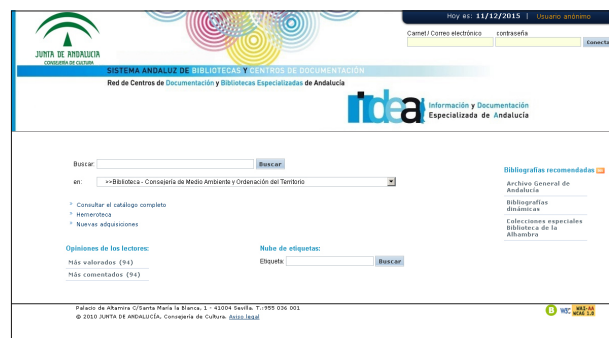 Hoy es: 11/12/2015 | Usuario anónimo
Carnet / Correo electrónico contraseña
Conecta
JUNTA DE ANDALUCIA
CONSEJERÍA DE CULTURA
SISTEMA ANDALUZ DE BIBLIOTECAS Y CENTROS DE DOCUMENTACIÓN
Red de Centros de Documentación y Bibliotecas Especializadas de Andalucía
idea
Información y Documentación
Especializada de Andalucía
Buscar: Buscar
en: >>Biblioteca - Consejería de Medio Ambiente y Ordenación del Territorio
Consultar el catálogo completo
Hemeroteca
Nuevas adquisiciones
Bibliografías recomendadas
Archivo General de
Andalucía
Bibliografías
dinámicas
Colecciones especiales
Biblioteca de la
Alhambra
Opiniones de los lectores:
Más valorados (94)
Más comentados (94)
Nube de etiquetas:
Etiqueta: Buscar
Palacio de Altamira C/Santa María la Blanca, 1 - 41004 Sevilla. T.:955 036 001
© 2010 JUNTA DE ANDALUCÍA, Consejería de Cultura. Aviso legal
W3C WAI-AA
WCAG 1.0